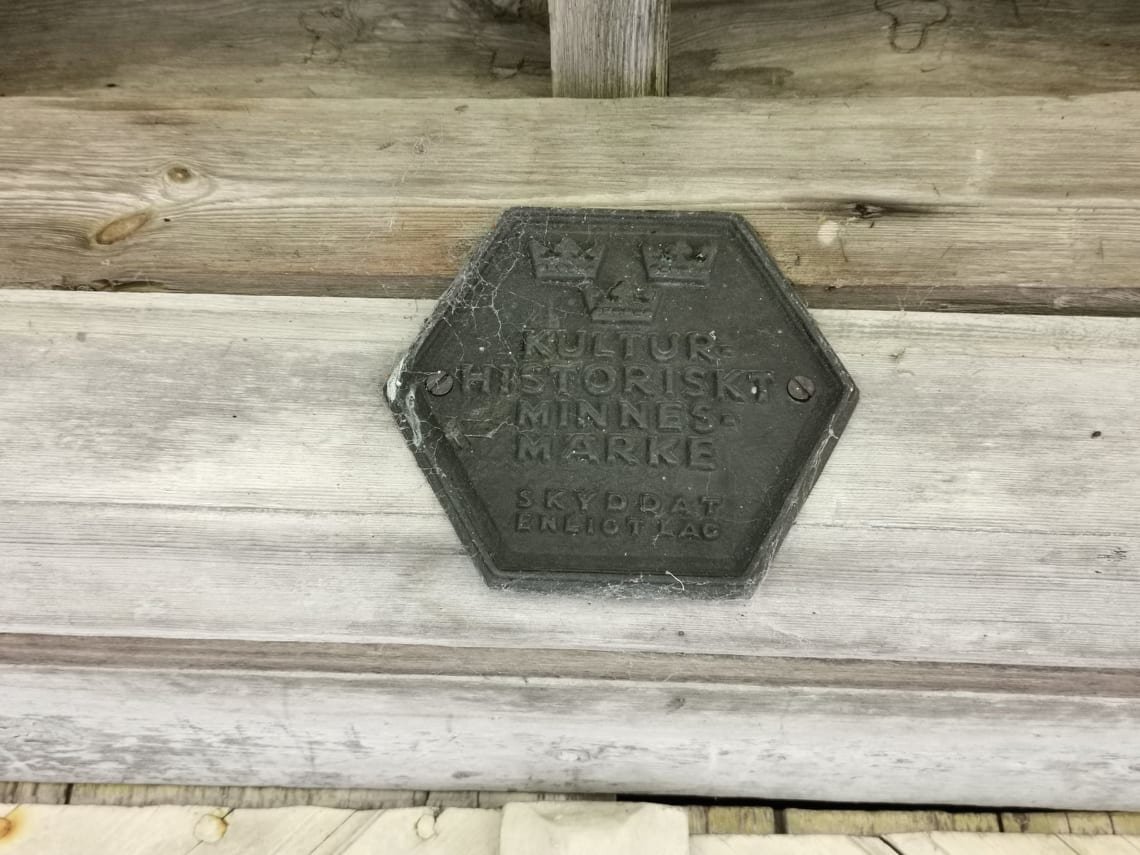 KULTUR-
HISTORISKT
MINNES-
MÄRKE
SKYDDAT
ENLIGT LAG